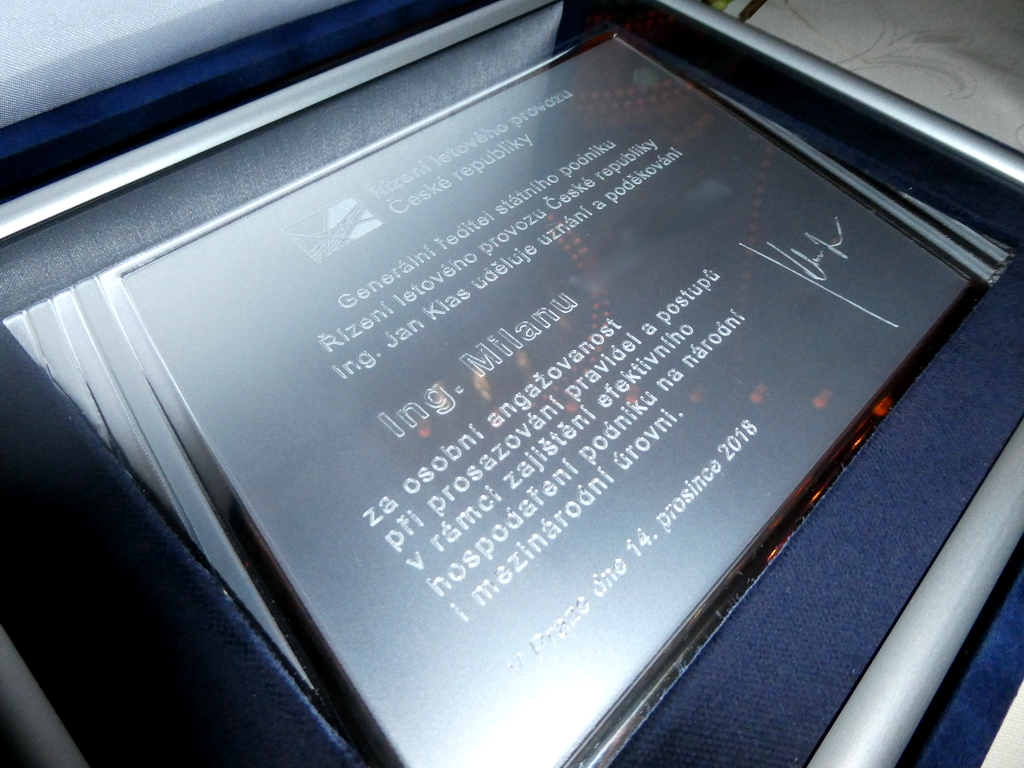 Řízení letového provozu
České republiky
Generální ředitel státního podniku
Řízení letového provozu České republiky
Ing. Jan Klas uděluje uznání a poděkování
Ing. Milanu
za osobní angažovanost
při prosazování pravidel a postupů
v rámci zajištění efektivního
hospodaření podniku na národní
i mezinárodní úrovni.
v Praze dne 14. prosince 2018